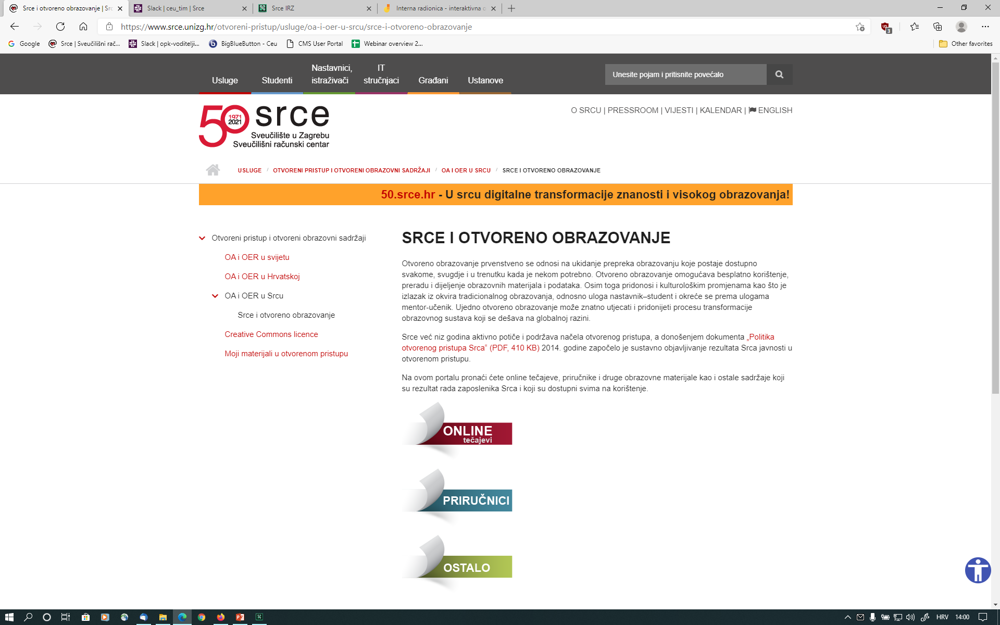 Srce i otvoreno obrazovanje | Src
Slack | ceu_tim | Srce
Srce IRZ
Interna radionica - interaktivna o
https://www.srce.unizg.hr/otvoreni-pristup/usluge/oa-i-oer-u-srcu/srce-i-otvoreno-obrazovanje
3
Google
Srce | Sveučilišni rač...
Slack | opk-voditelji...
BigBlueButton - Ceu
CMS User Portal
Webinar overview 2...
Other favorites
Usluge
Studenti
Nastavnici,
istraživači
IT
stručnjaci
Građani
Ustanove
Unesite pojam i pritisnite povećalo
50 1971 2021 srce
Sveučilište u Zagrebu
Sveučilišni računski centar
O SRCU | PRESSROOM | VIJESTI | KALENDAR | ENGLISH
USLUGE / OTVORENI PRISTUP I OTVORENI OBRAZOVNI SADRŽAJI / OA I OER U SRCU / SRCE I OTVORENO OBRAZOVANJE
50.srce.hr - U srcu digitalne transformacije znanosti i visokog obrazovanja!
Otvoreni pristup i otvoreni obrazovni sadržaji
OA i OER u svijetu
OA i OER u Hrvatskoj
OA i OER u Srcu
Srce i otvoreno obrazovanje
Creative Commons licence
Moji materijali u otvorenom pristupu
SRCE I OTVORENO OBRAZOVANJE
Otvoreno obrazovanje prvenstveno se odnosi na ukidanje prepreka obrazovanju koje postaje dostupno
svakome, svugdje i u trenutku kada je nekom potrebno. Otvoreno obrazovanje omogućava besplatno korištenje,
preradu i dijeljenje obrazovnih materijala i podataka. Osim toga pridonosi i kulturološkim promjenama kao što je
izlazak iz okvira tradicionalnog obrazovanja, odnosno uloga nastavnik–student i okreće se prema ulogama
mentor-učenik. Ujedno otvoreno obrazovanje može znatno utjecati i pridonijeti procesu transformacije
obrazovnog sustava koji se dešava na globalnoj razini.
Srce već niz godina aktivno potiče i podržava načela otvorenog pristupa, a donošenjem dokumenta „Politika
otvorenog pristupa Srca“ (PDF, 410 KB) 2014. godine započelo je sustavno objavljivanje rezultata Srca javnosti u
otvorenom pristupu.
Na ovom portalu pronaći ćete online tečajeve, priručnike i druge obrazovne materijale kao i ostale sadržaje koji
su rezultat rada zaposlenika Srca i koji su dostupni svima na korištenje.
ONLINE
tečajevi
PRIRUČNICI
OSTALO
HRV
14:00